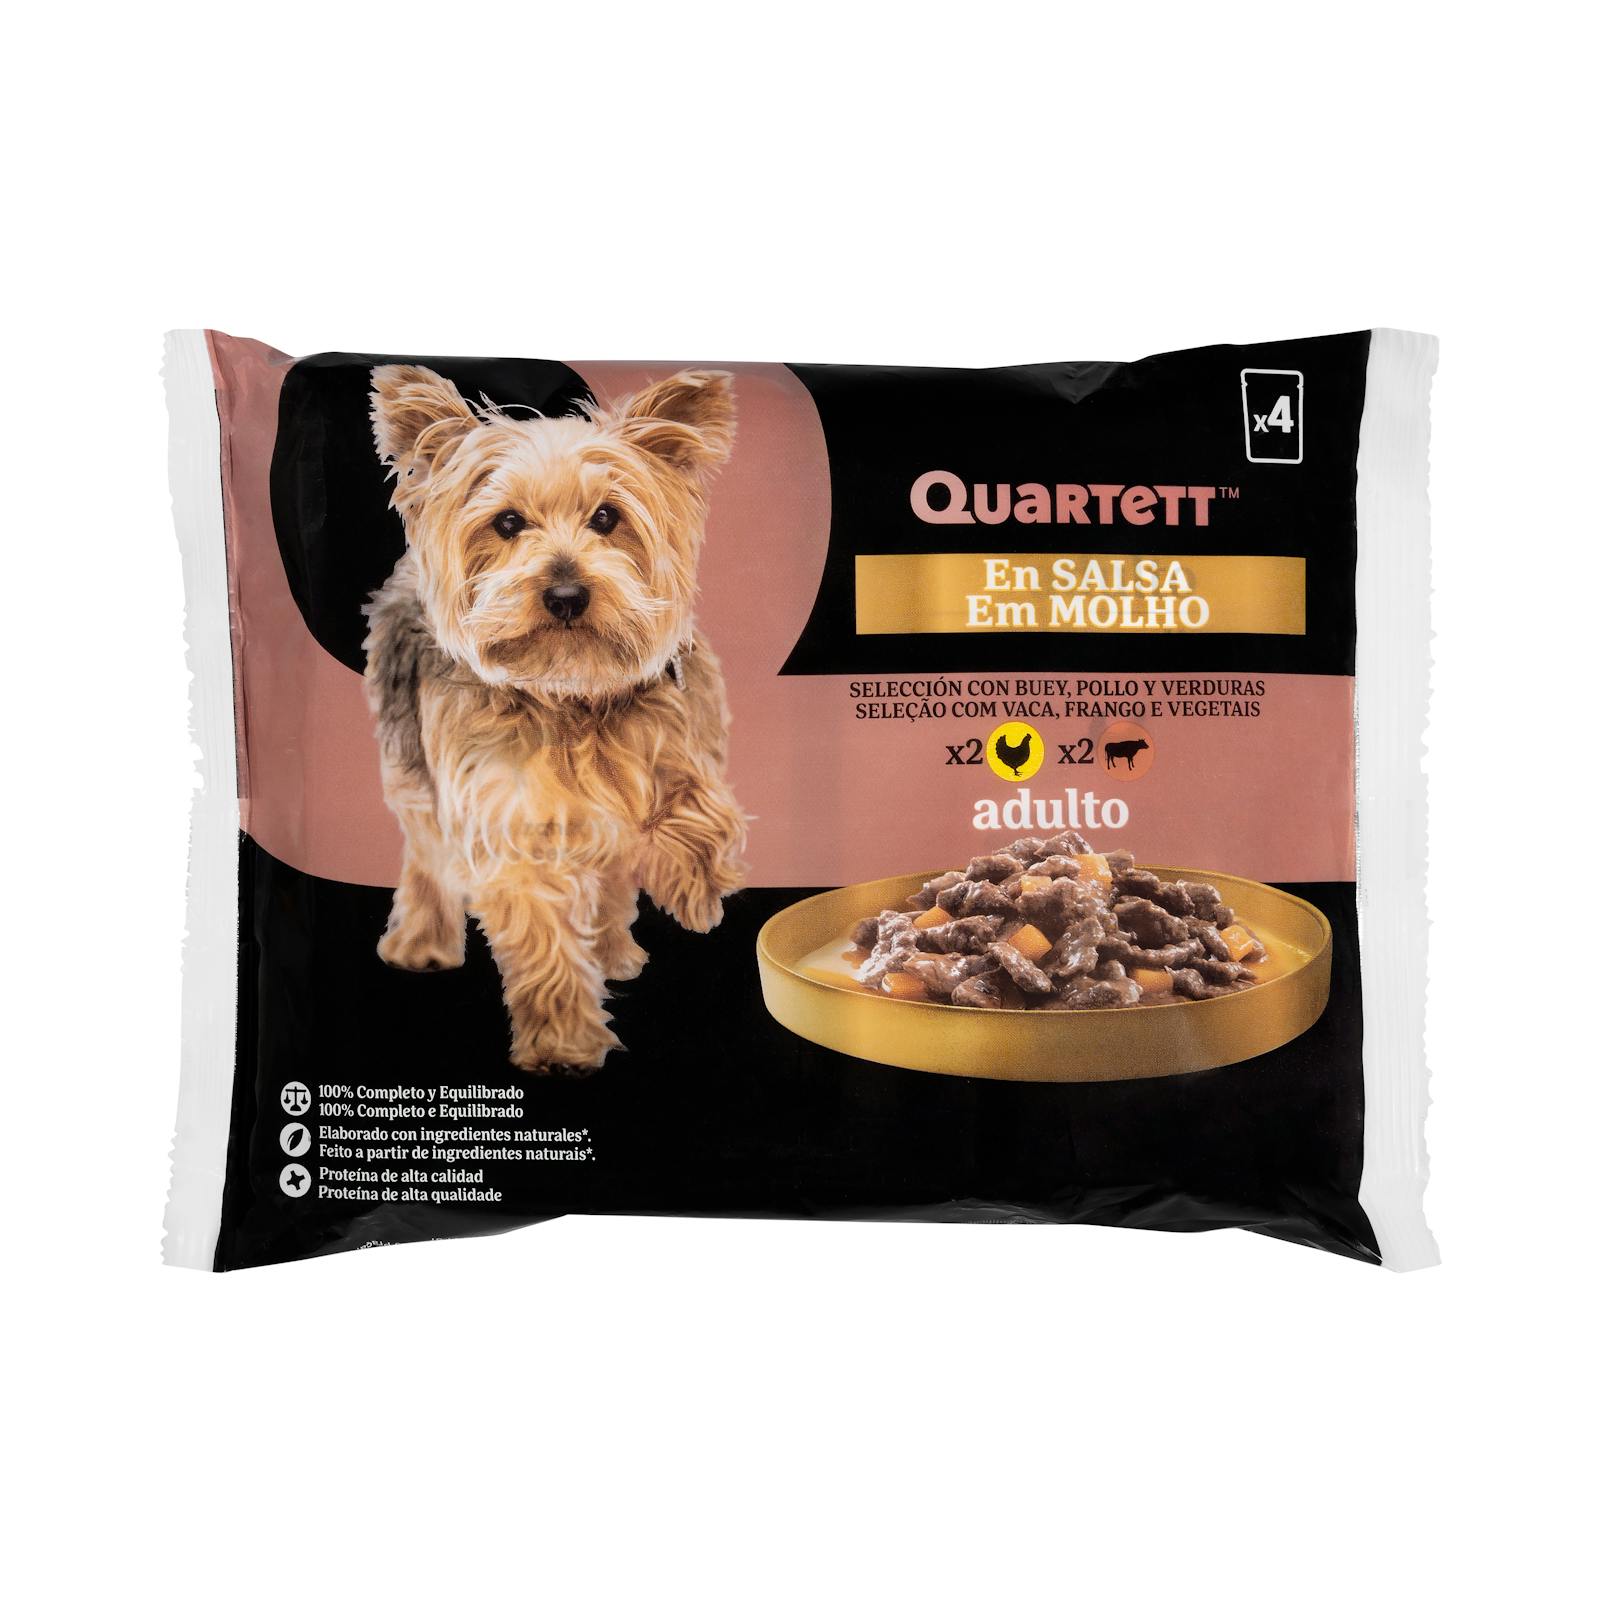 x4
QUARTETT™
En SALSA
Em MOLHO
SELECCIÓN CON BUEY, POLLO Y VERDURAS
SELEÇÃO COM VACA, FRANGO E VEGETAIS
x2 x2
adulto
100% Completo y Equilibrado
100% Completo e Equilibrado
Elaborado con ingredientes naturales*.
Feito a partir de ingredientes naturais*.
Proteína de alta calidad
Proteína de alta qualidade